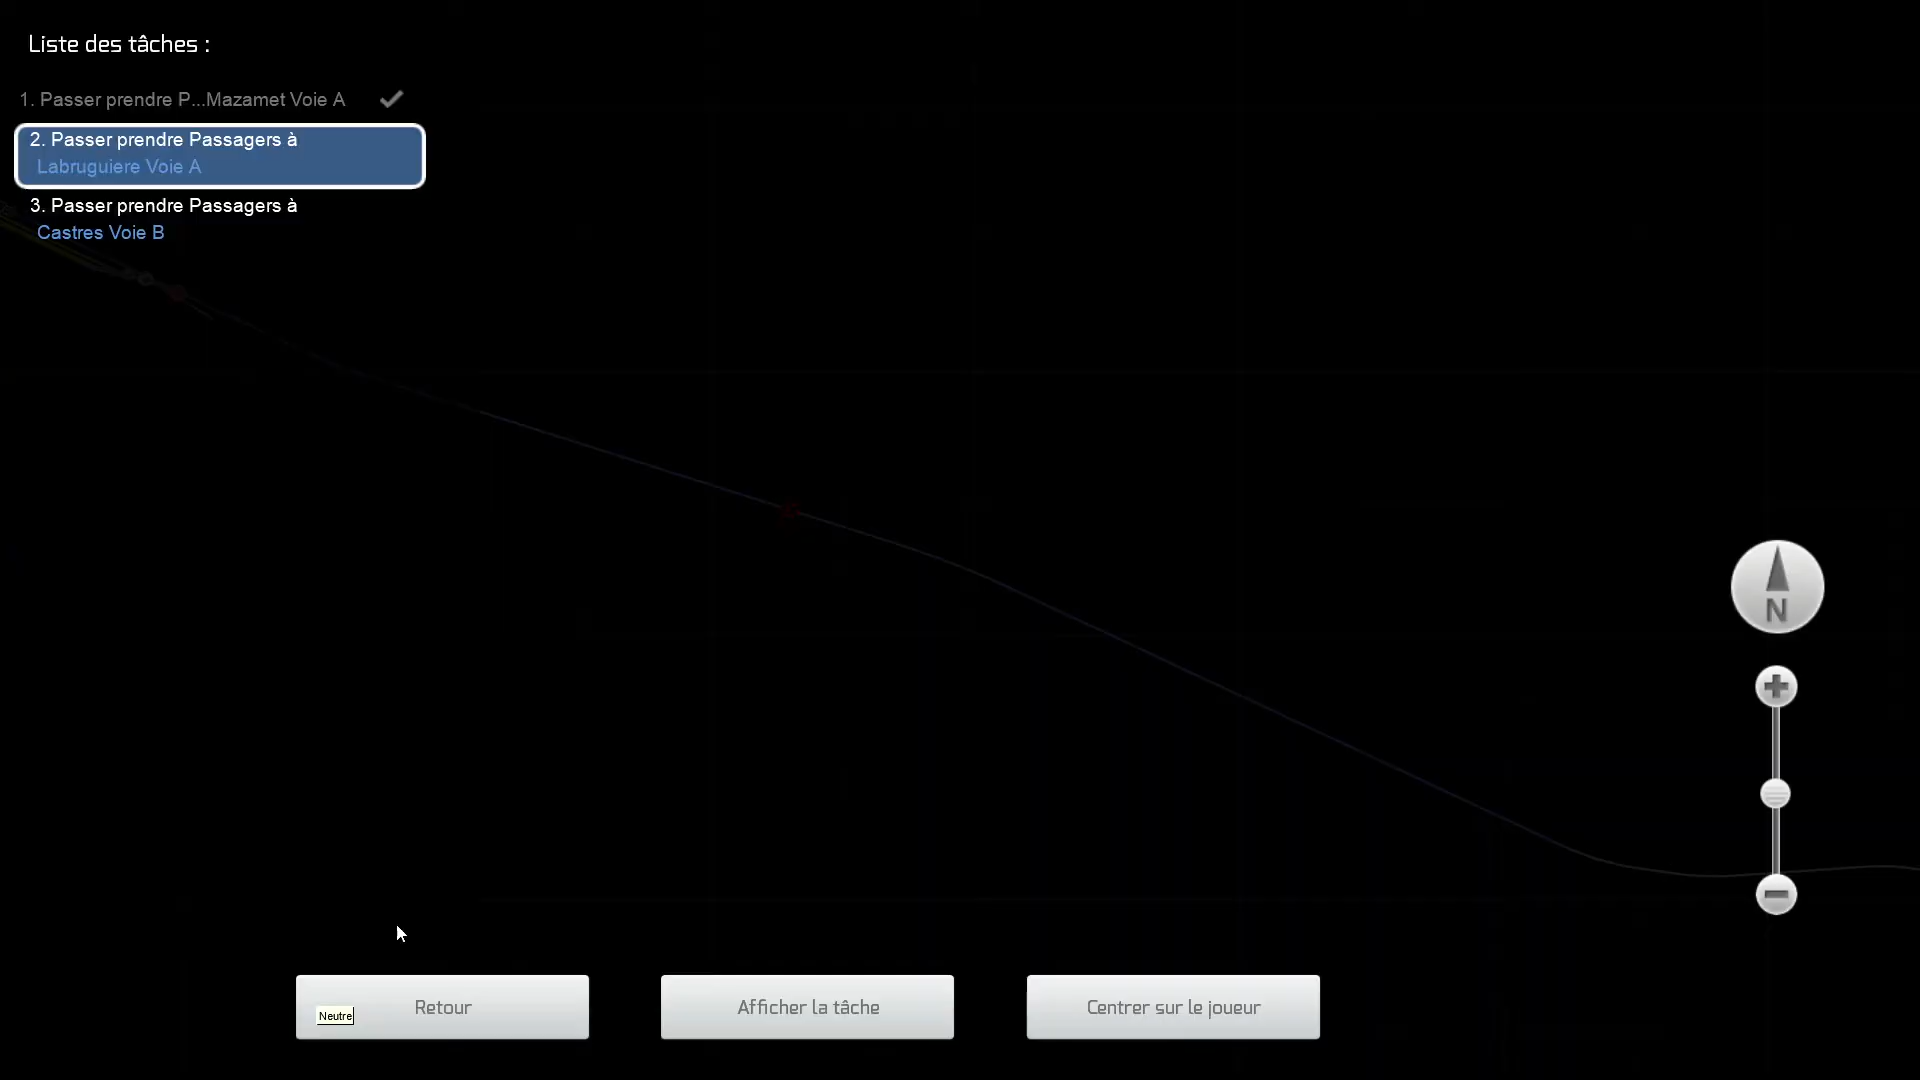 Liste des tâches :
1. Passer prendre P...Mazamet Voie A
2. Passer prendre Passagers à
Labruguiere Voie A
3. Passer prendre Passagers à
Castres Voie B
N
Retour
Neutre
Afficher la tâche
Centrer sur le joueur